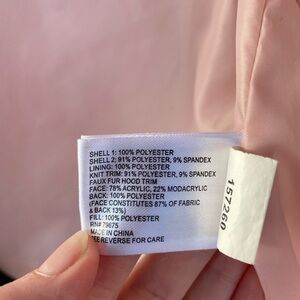 SHELL 1: 100% POLYESTER
SHELL 2: 91% POLYESTER, 9% SPANDEX
LINING: 100% POLYESTER
KNIT TRIM: 91% POLYESTER, 9% SPANDEX
FAUX FUR HOOD TRIM
FACE: 78% ACRYLIC, 22% MODACRYLIC
BACK: 100% POLYESTER
(FACE CONSTITUTES 87% OF FABRIC
& BACK 13%)
FILL: 100% POLYESTER
RN# 79675
MADE IN CHINA
SEE REVERSE FOR CARE
157260